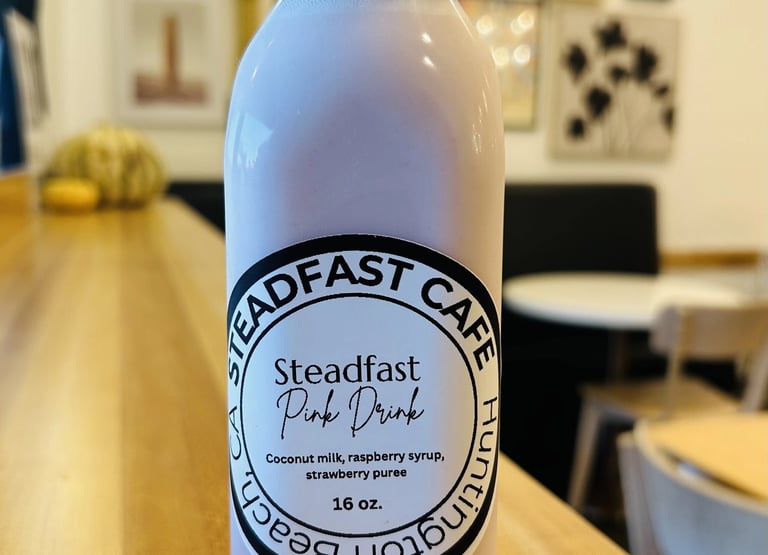 STEADFAST CAFE
Steadfast
Pink Drink
Coconut milk, raspberry syrup,
strawberry puree
16 oz.
Huntington Beach, CA